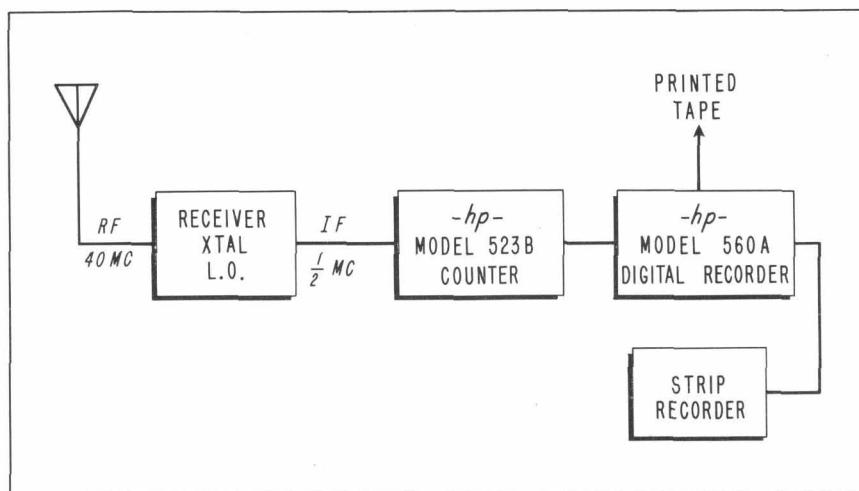 PRINTED
TAPE
RF
40 MC
RECEIVER
XTAL
L.O.
IF
1/2 MC
-hp-
MODEL 523B
COUNTER
-hp-
MODEL 560A
DIGITAL RECORDER
STRIP
RECORDER